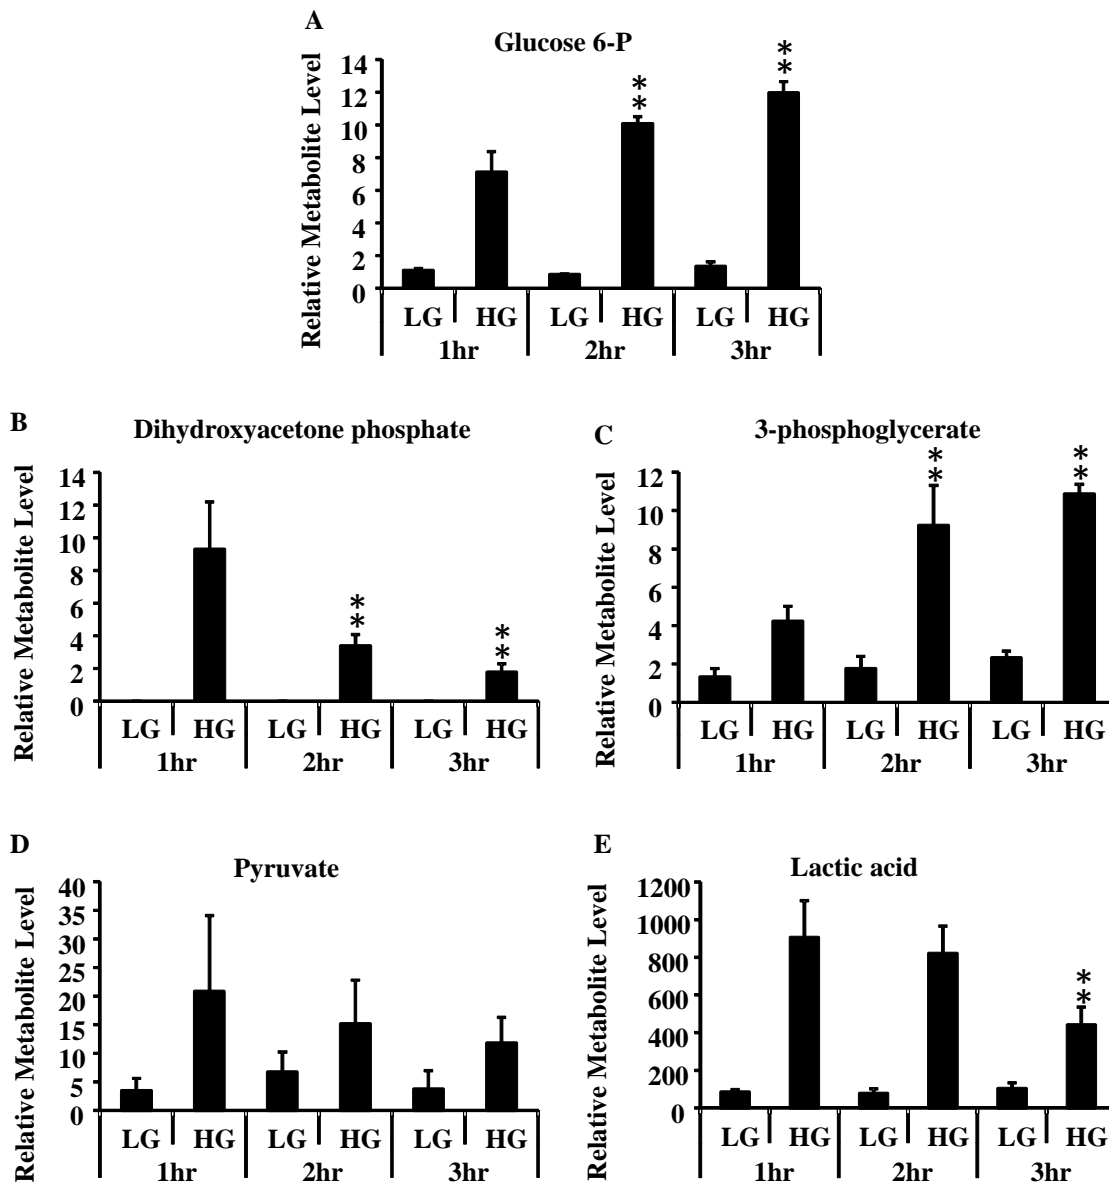 A
Glucose 6-P
Relative Metabolite Level
14
12
10
8
6
4
2
0
**
**
LG HG LG HG LG HG
1hr 2hr 3hr
B
Dihydroxyacetone phosphate
Relative Metabolite Level
14
12
10
8
6
4
2
0
**
**
LG HG LG HG LG HG
1hr 2hr 3hr
C
3-phosphoglycerate
Relative Metabolite Level
12
10
8
6
4
2
0
**
**
LG HG LG HG LG HG
1hr 2hr 3hr
D
Pyruvate
Relative Metabolite Level
40
35
30
25
20
15
10
5
0
LG HG LG HG LG HG
1hr 2hr 3hr
E
Lactic acid
Relative Metabolite Level
1200
1000
800
600
400
200
0
**
LG HG LG HG LG HG
1hr 2hr 3hr